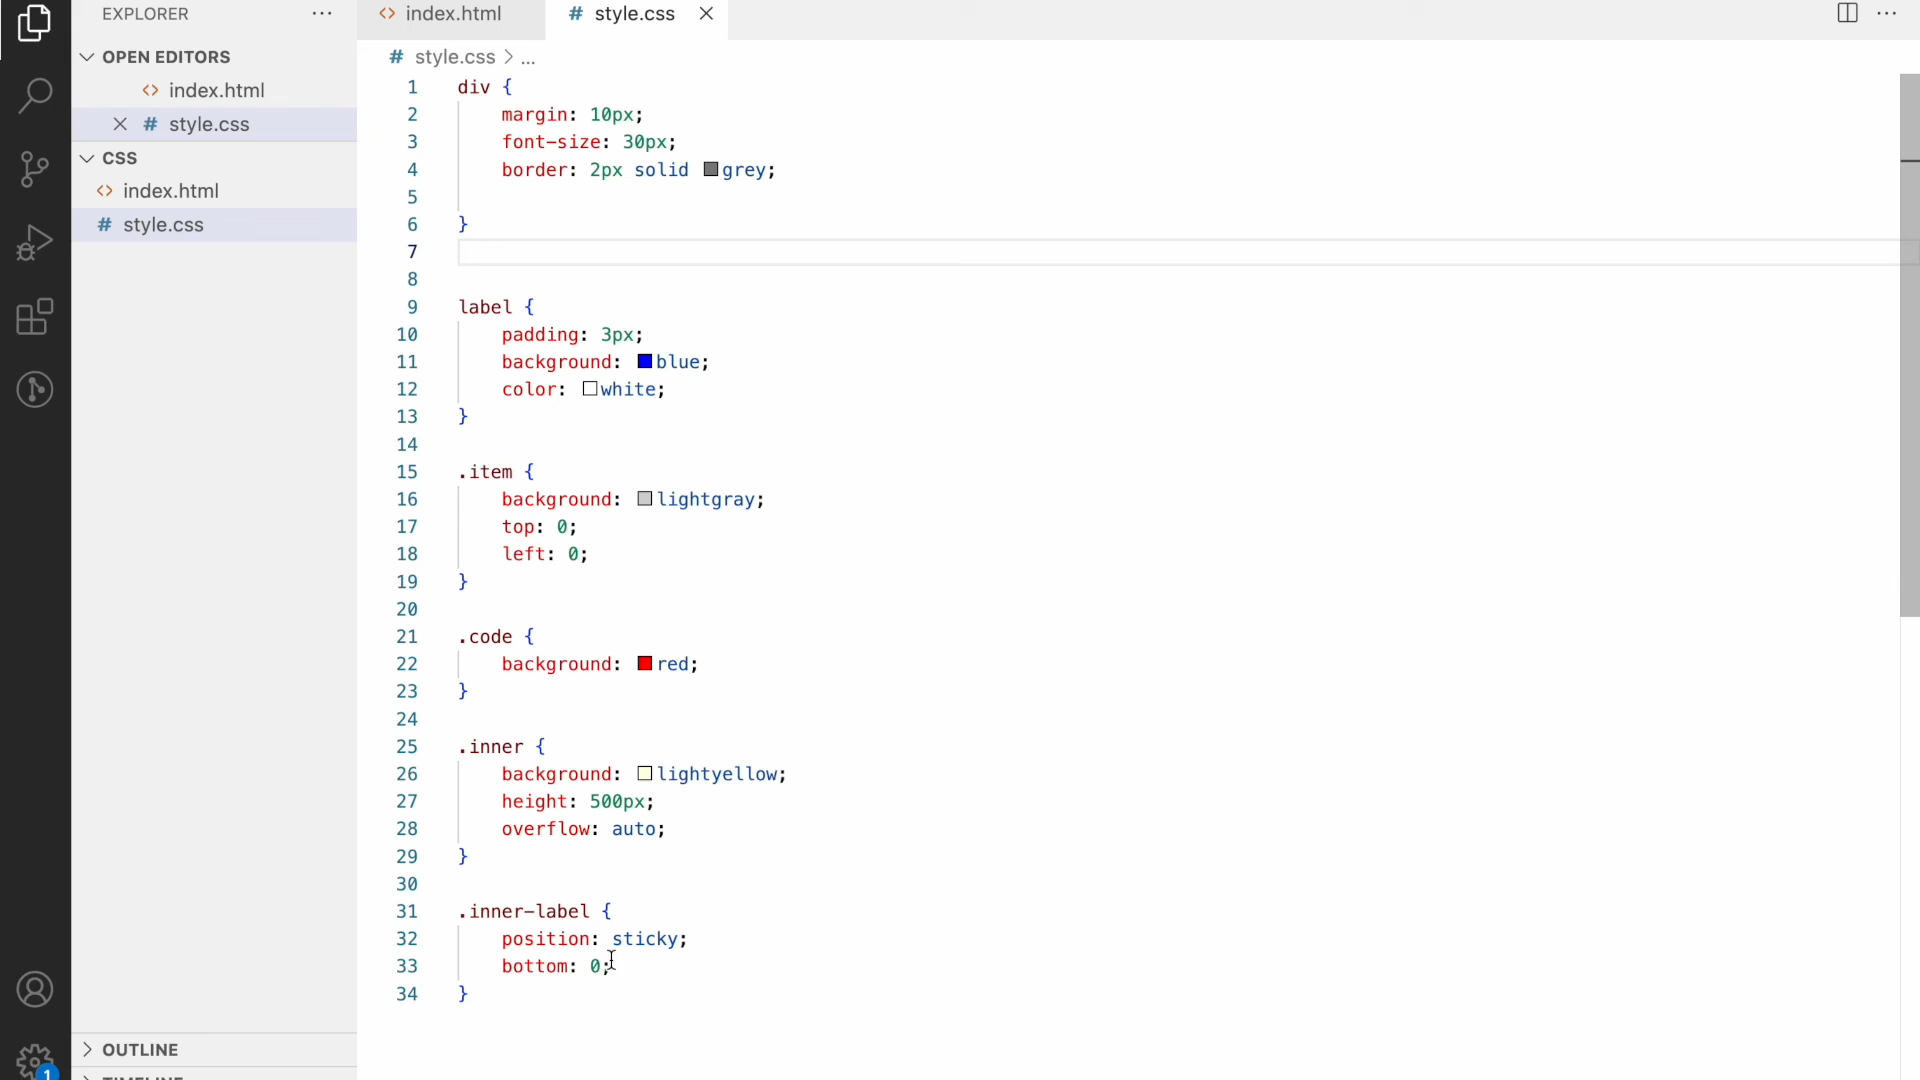 EXPLORER ...
OPEN EDITORS
<> index.html
# style.css
CSS
<> index.html
# style.css
OUTLINE
TIMELINE
1
<> index.html
# style.css
...
# style.css > ...
1 div {
2     margin: 10px;
3     font-size: 30px;
4     border: 2px solid grey;
5
6 }
7
8
9 label {
10     padding: 3px;
11     background: blue;
12     color: white;
13 }
14
15 .item {
16     background: lightgray;
17     top: 0;
18     left: 0;
19 }
20
21 .code {
22     background: red;
23 }
24
25 .inner {
26     background: lightyellow;
27     height: 500px;
28     overflow: auto;
29 }
30
31 .inner-label {
32     position: sticky;
33     bottom: 0;
34 }